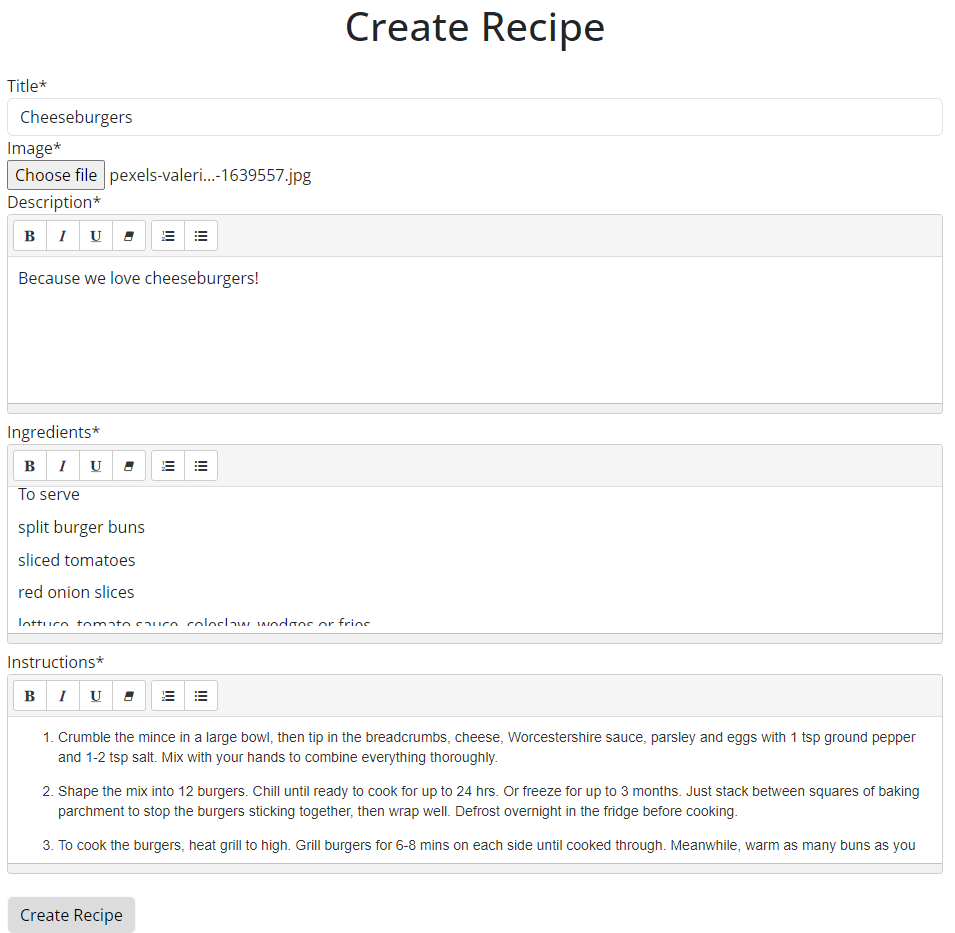 Create Recipe
Title*
Cheeseburgers
Image*
Choose file pexels-valeri...-1639557.jpg
Description*
B I U
Because we love cheeseburgers!
Ingredients*
B I U
To serve
split burger buns
sliced tomatoes
red onion slices
lettuce, tomato sauce, coleslaw, wedges or fries
Instructions*
B I U
1. Crumble the mince in a large bowl, then tip in the breadcrumbs, cheese, Worcestershire sauce, parsley and eggs with 1 tsp ground pepper
and 1-2 tsp salt. Mix with your hands to combine everything thoroughly.
2. Shape the mix into 12 burgers. Chill until ready to cook for up to 24 hrs. Or freeze for up to 3 months. Just stack between squares of baking
parchment to stop the burgers sticking together, then wrap well. Defrost overnight in the fridge before cooking.
3. To cook the burgers, heat grill to high. Grill burgers for 6-8 mins on each side until cooked through. Meanwhile, warm as many buns as you
Create Recipe